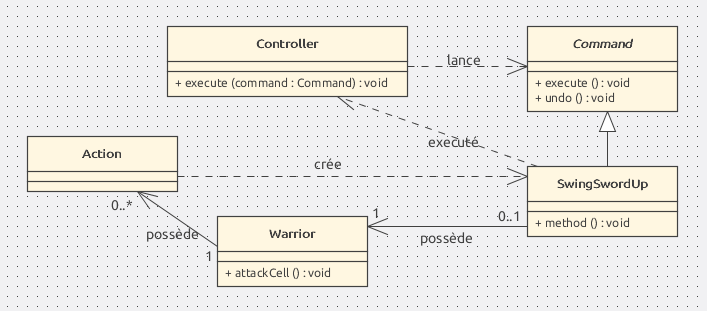 Controller
+ execute (command : Command) : void
lance
Command
+ execute () : void
+ undo () : void
executé
Action
crée
SwingSwordUp
+ method () : void
0..*
possède
1
Warrior
+ attackCell () : void
1
0..1
possède